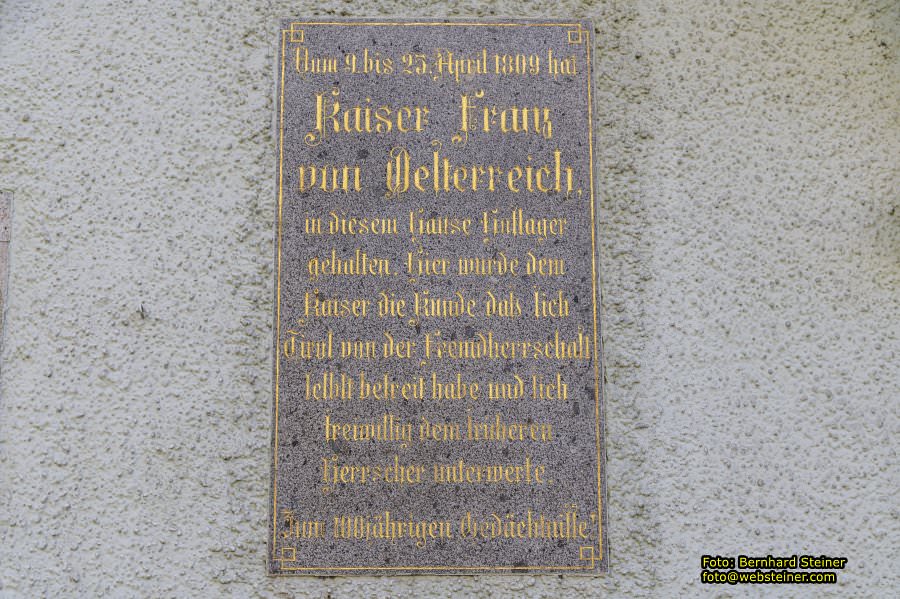 Vom 9. bis 25. April 1809 hat
Kaiser Franz
von Oesterreich,
in diesem Hause Hoflager
gehalten. Hier wurde dem
Kaiser die Kunde daß sich
Tirol von der Fremdherrschaft
selbst befreit habe und sich
freiwillig dem früheren
Herrscher unterwerfe.
Zum 100jährigen Gedächtnisse!
Foto: Bernhard Steiner
foto@websteiner.com